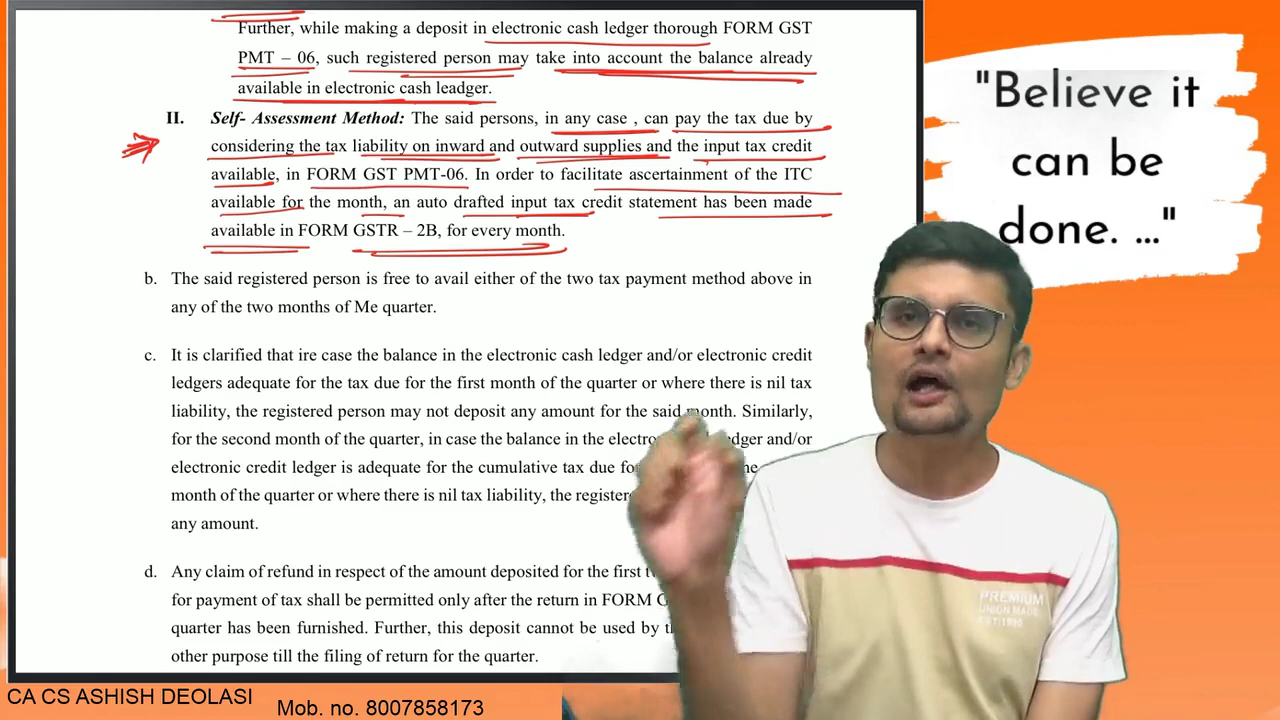 Further, while making a deposit in electronic cash ledger thorough FORM GST
PMT – 06, such registered person may take into account the balance already
available in electronic cash leadger.
II. Self- Assessment Method: The said persons, in any case , can pay the tax due by
considering the tax liability on inward and outward supplies and the input tax credit
available, in FORM GST PMT-06. In order to facilitate ascertainment of the ITC
available for the month, an auto drafted input tax credit statement has been made
available in FORM GSTR – 2B, for every month.
b. The said registered person is free to avail either of the two tax payment method above in
any of the two months of Me quarter.
c. It is clarified that ire case the balance in the electronic cash ledger and/or electronic credit
ledgers adequate for the tax due for the first month of the quarter or where there is nil tax
liability, the registered person may not deposit any amount for the said month. Similarly,
for the second month of the quarter, in case the balance in the and/or
electronic credit ledger is adequate for the cumulative tax due
month of the quarter or where there is nil tax liability, the
any amount.
d. Any claim of refund in respect of the amount deposited for the first
for payment of tax shall be permitted only after the return in FORM
quarter has been furnished. Further, this deposit cannot be used by
other purpose till the filing of return for the quarter.
"Believe it
can be
done. ..."
PREMIUM
UNION MADE
CA CS ASHISH DEOLASI
Mob. no. 8007858173